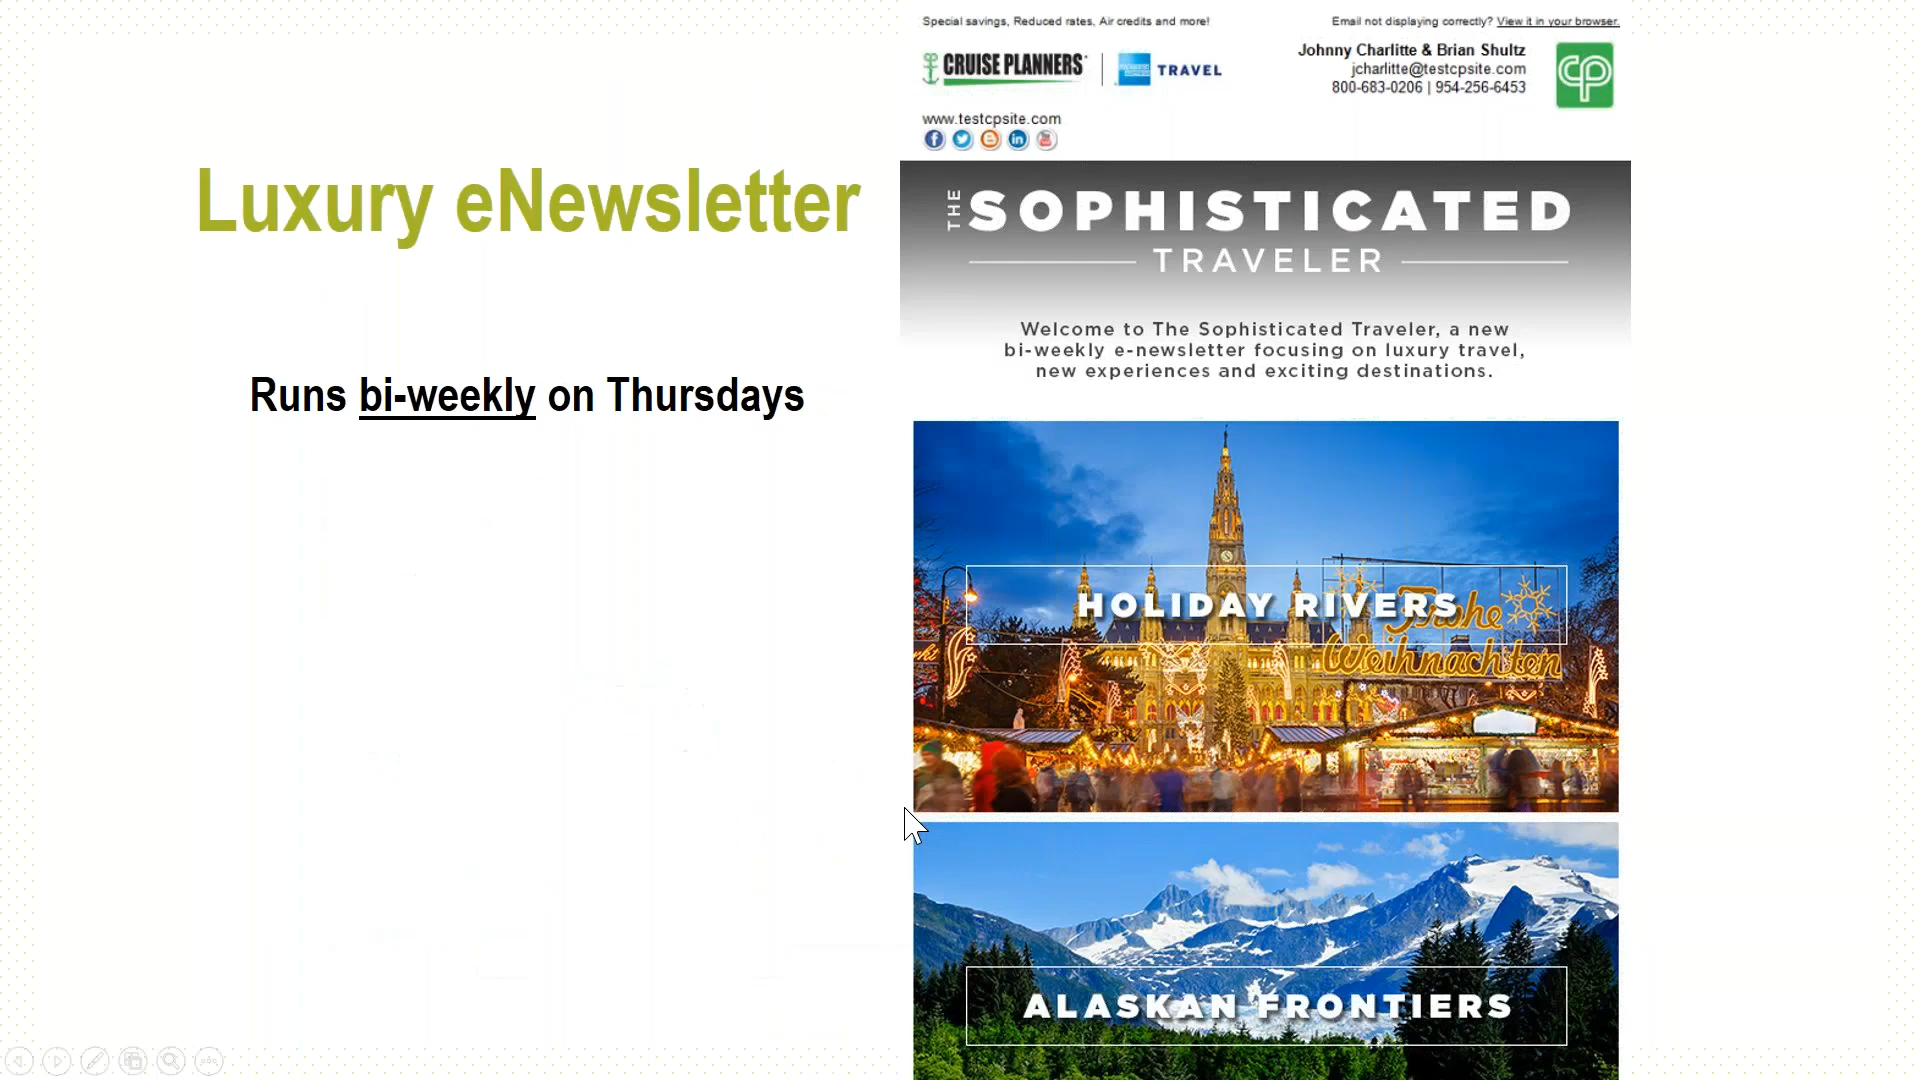 Luxury eNewsletter
Runs bi-weekly on Thursdays
Special savings, Reduced rates, Air credits and more!
Email not displaying correctly? View it in your browser.
CRUISE PLANNERS
TRAVEL
Johnny Charlitte & Brian Shultz
jcharlitte@testcpsite.com
800-683-0206 | 954-256-6453
cp
www.testcpsite.com
THE SOPHISTICATED
TRAVELER
Welcome to The Sophisticated Traveler, a new
bi-weekly e-newsletter focusing on luxury travel,
new experiences and exciting destinations.
HOLIDAY RIVERS
Frohe
Weihnachten
ALASKAN FRONTIERS